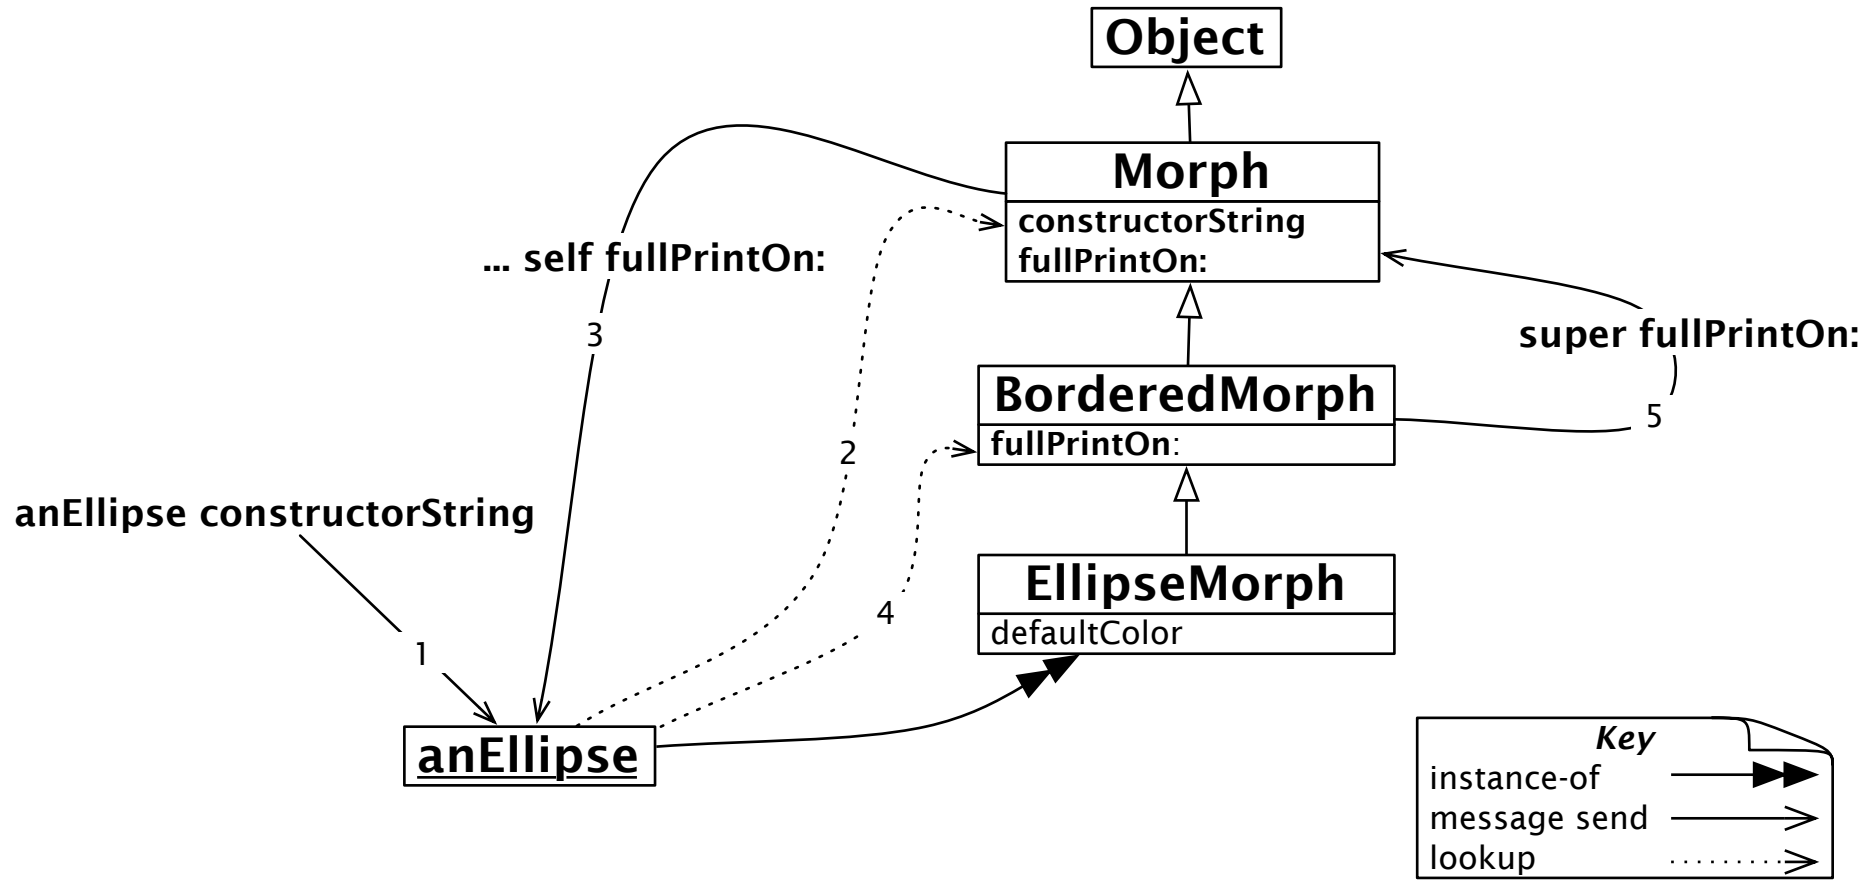 Object
Morph
constructorString
fullPrintOn:
... self fullPrintOn:
3
super fullPrintOn:
BorderedMorph
fullPrintOn:
5
2
4
anEllipse constructorString
EllipseMorph
defaultColor
1
anEllipse
Key
instance-of
message send
lookup